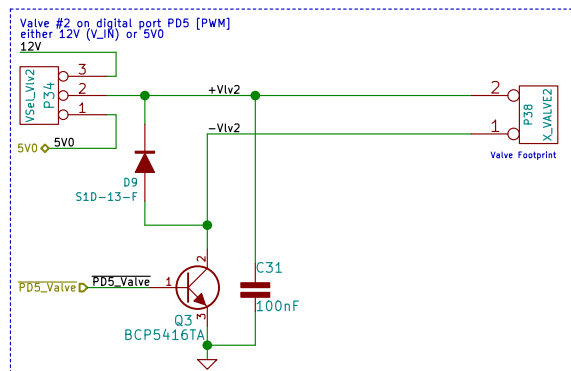 Valve #2 on digital port PD5 [PWM]
either 12V (V_IN) or 5V0
12V
VSel_Vlv2
P34
3
2
1
+Vlv2
-Vlv2
2
1
P38
X_VALVE2
Valve Footprint
5V0
5V0
D9
S1D-13-F
PD5_Valve
PD5_Valve
1
2
3
Q3
BCP5416TA
C31
100nF